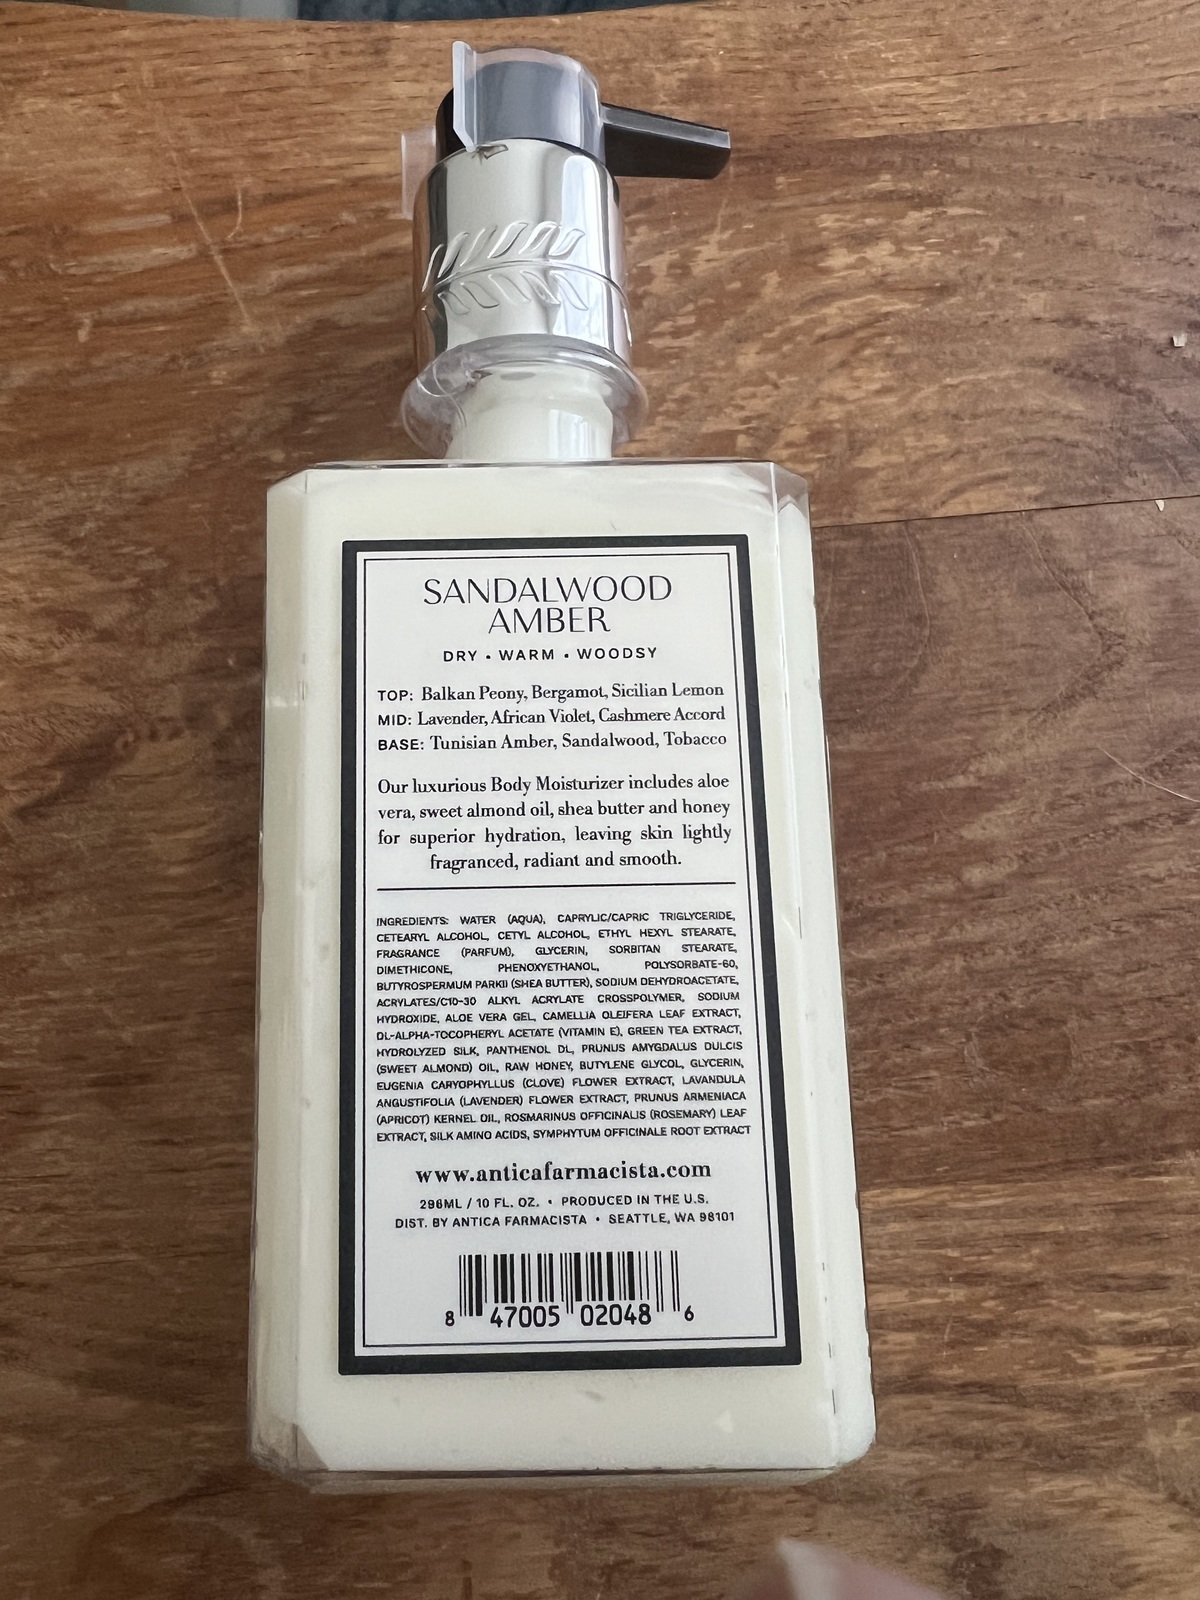 SANDALWOOD
AMBER
DRY • WARM • WOODSY
TOP: Balkan Peony, Bergamot, Sicilian Lemon
MID: Lavender, African Violet, Cashmere Accord
BASE: Tunisian Amber, Sandalwood, Tobacco
Our luxurious Body Moisturizer includes aloe
vera, sweet almond oil, shea butter and honey
for superior hydration, leaving skin lightly
fragranced, radiant and smooth.
INGREDIENTS: WATER (AQUA), CAPRYLIC/CAPRIC TRIGLYCERIDE,
CETEARYL ALCOHOL, CETYL ALCOHOL, ETHYL HEXYL STEARATE,
FRAGRANCE (PARFUM), GLYCERIN, SORBITAN STEARATE,
DIMETHICONE, PHENOXYETHANOL, POLYSORBATE-60,
BUTYROSPERMUM PARKII (SHEA BUTTER), SODIUM DEHYDROACETATE,
ACRYLATES/C10-30 ALKYL ACRYLATE CROSSPOLYMER, SODIUM
HYDROXIDE, ALOE VERA GEL, CAMELLIA OLEIFERA LEAF EXTRACT,
DL-ALPHA-TOCOPHERYL ACETATE (VITAMIN E), GREEN TEA EXTRACT,
HYDROLYZED SILK, PANTHENOL DL, PRUNUS AMYGDALUS DULCIS
(SWEET ALMOND) OIL, RAW HONEY, BUTYLENE GLYCOL, GLYCERIN,
EUGENIA CARYOPHYLLUS (CLOVE) FLOWER EXTRACT, LAVANDULA
ANGUSTIFOLIA (LAVENDER) FLOWER EXTRACT, PRUNUS ARMENIACA
(APRICOT) KERNEL OIL, ROSMARINUS OFFICINALIS (ROSEMARY) LEAF
EXTRACT, SILK AMINO ACIDS, SYMPHYTUM OFFICINALE ROOT EXTRACT
www.anticafarmacista.com
296ML / 10 FL. OZ. • PRODUCED IN THE U.S.
DIST. BY ANTICA FARMACISTA • SEATTLE, WA 98101
8 47005 02048 6